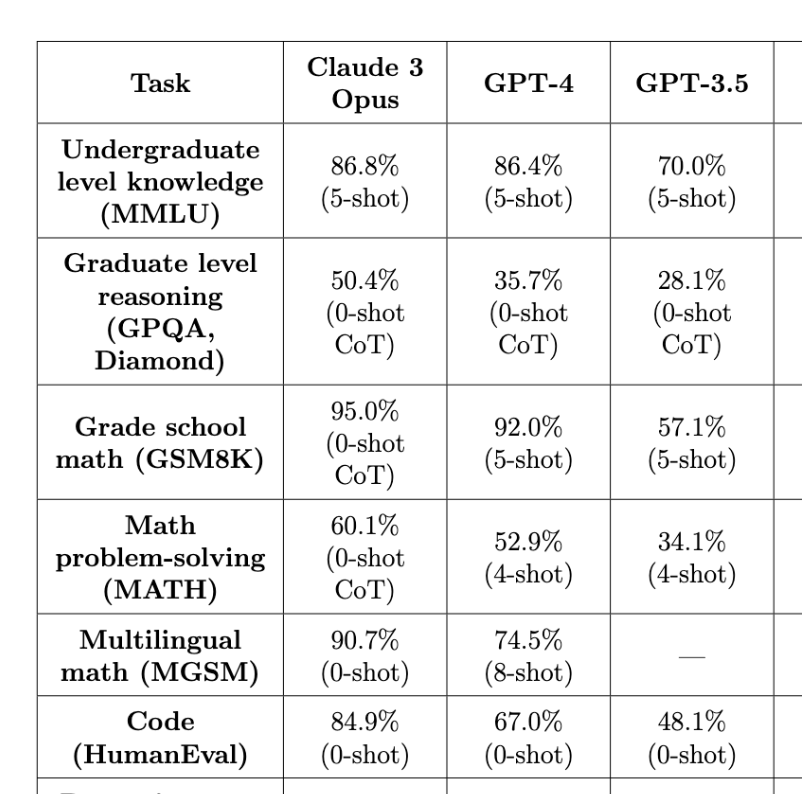 Task
Claude 3
Opus
GPT-4
GPT-3.5
Undergraduate
level knowledge
(MMLU)
86.8%
(5-shot)
86.4%
(5-shot)
70.0%
(5-shot)
Graduate level
reasoning
(GPQA,
Diamond)
50.4%
(0-shot
CoT)
35.7%
(0-shot
CoT)
28.1%
(0-shot
CoT)
Grade school
math (GSM8K)
95.0%
(0-shot
CoT)
92.0%
(5-shot)
57.1%
(5-shot)
Math
problem-solving
(MATH)
60.1%
(0-shot
CoT)
52.9%
(4-shot)
34.1%
(4-shot)
Multilingual
math (MGSM)
90.7%
(0-shot)
74.5%
(8-shot)
—
Code
(HumanEval)
84.9%
(0-shot)
67.0%
(0-shot)
48.1%
(0-shot)